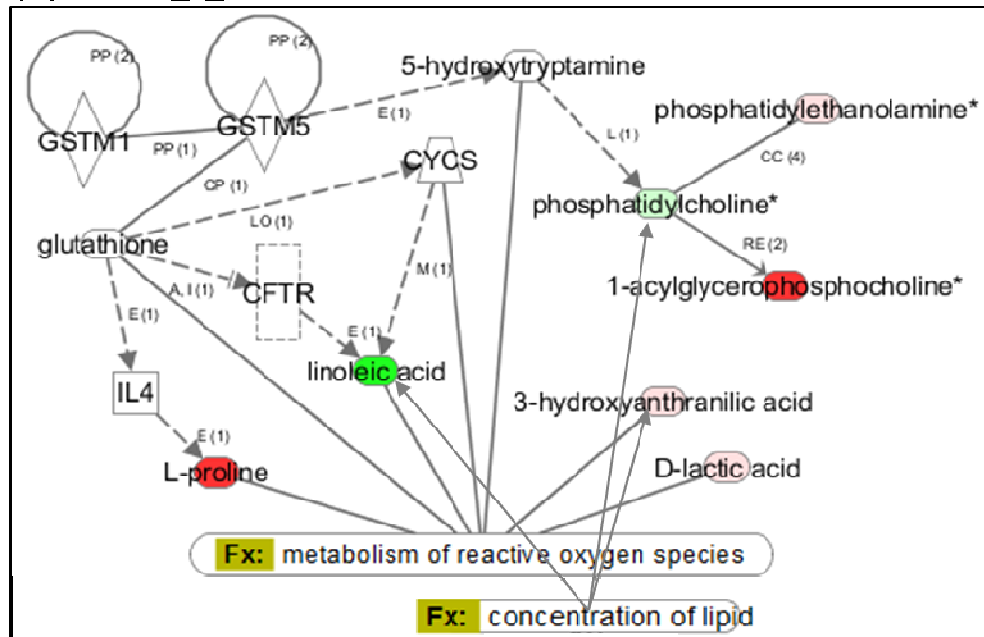 PP (2)
PP (2)
5-hydroxytryptamine
phosphatidylethanolamine*
GSTM1
PP (1)
GSTM5
E (1)
L (1)
CC (4)
CYCS
CP (1)
phosphatidylcholine*
LO (1)
glutathione
RE (2)
M (1)
A, I (1)
CFTR
1-acylglycerophosphocholine*
E (1)
E (1)
linoleic acid
IL4
3-hydroxyanthranilic acid
E (1)
L-proline
D-lactic acid
Fx: metabolism of reactive oxygen species
Fx: concentration of lipid